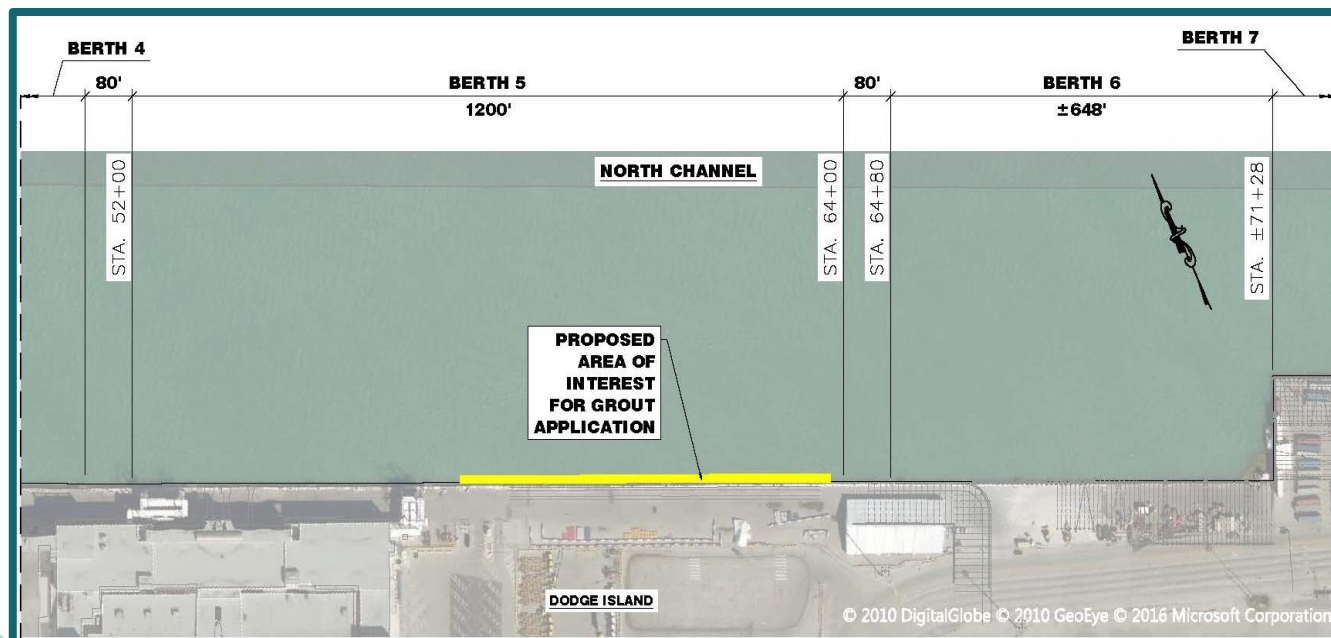 BERTH 4
BERTH 7
80'
BERTH 5
80'
BERTH 6
1200'
±648'
STA. 52+00
STA. 64+00
STA. 64+80
STA. ±71+28
NORTH CHANNEL
PROPOSED
AREA OF
INTEREST
FOR GROUT
APPLICATION
DODGE ISLAND
© 2010 DigitalGlobe © 2010 GeoEye © 2016 Microsoft Corporation